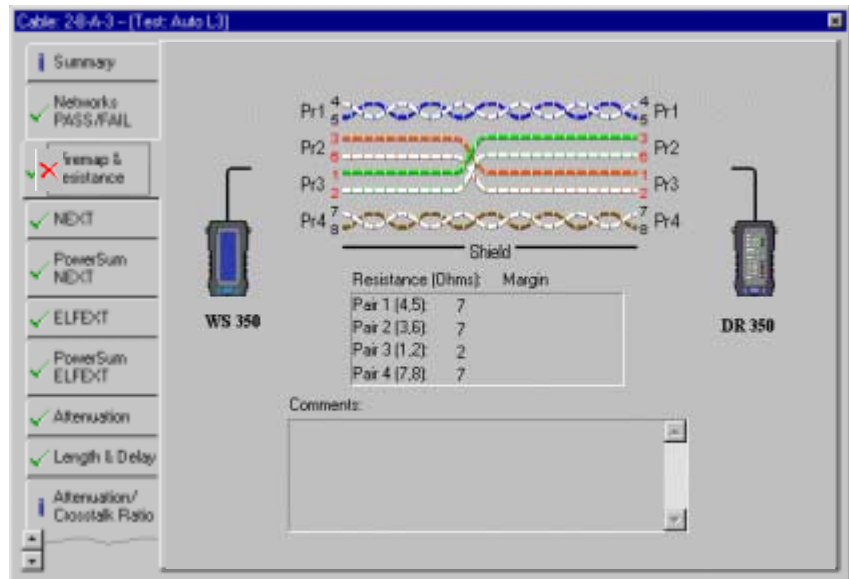 Cable: 2-8-A-3 – [Test: Auto L3]
Summary
Networks
PASS/FAIL
iremap &
esistance
NEXT
PowerSum
NEXT
ELFEXT
PowerSum
ELFEXT
Attenuation
Length & Delay
Attenuation/
Crosstalk Ratio
Pr1 4 4 Pr1
5 5
Pr2 3 3 Pr2
6 6
Pr3 1 1 Pr3
2 2
Pr4 7 7 Pr4
8 8
Shield
WS 350
DR 350
Resistance (Ohms): Margin
Pair 1 (4,5): 7
Pair 2 (3,6): 7
Pair 3 (1,2): 2
Pair 4 (7,8): 7
Comments: